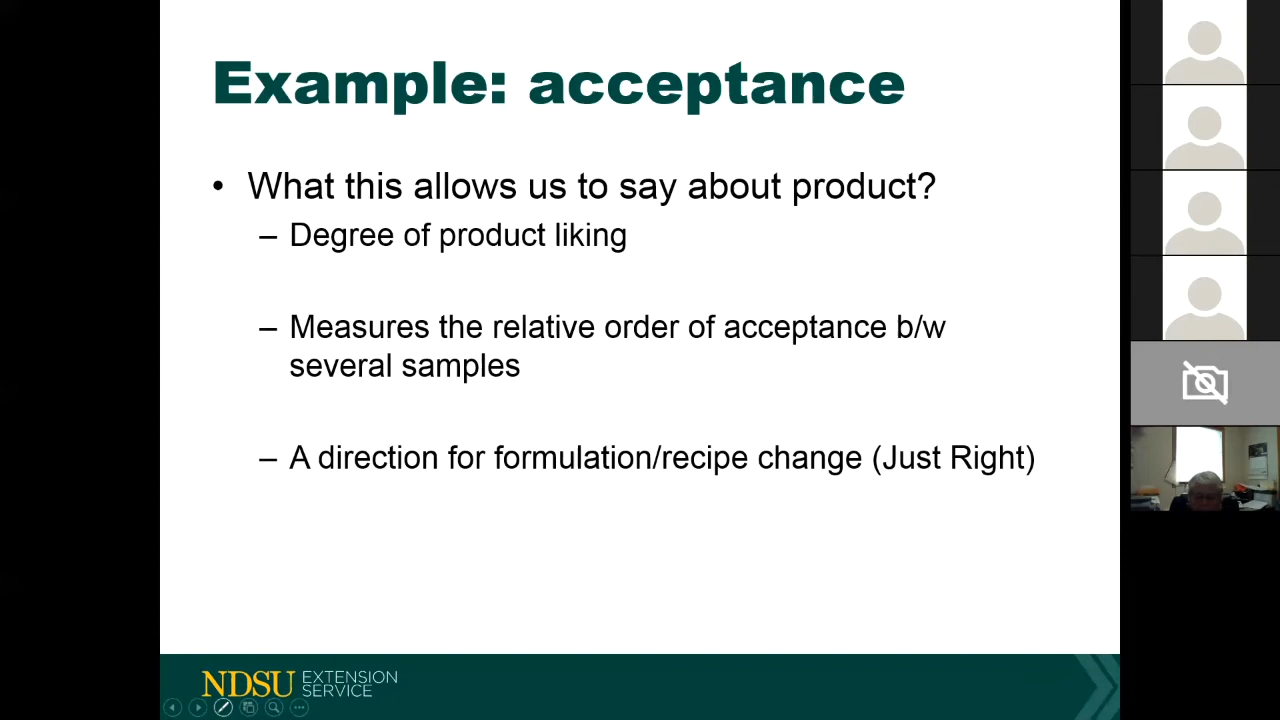 Example: acceptance
• What this allows us to say about product?
– Degree of product liking
– Measures the relative order of acceptance b/w
several samples
– A direction for formulation/recipe change (Just Right)
NDSU EXTENSION
SERVICE